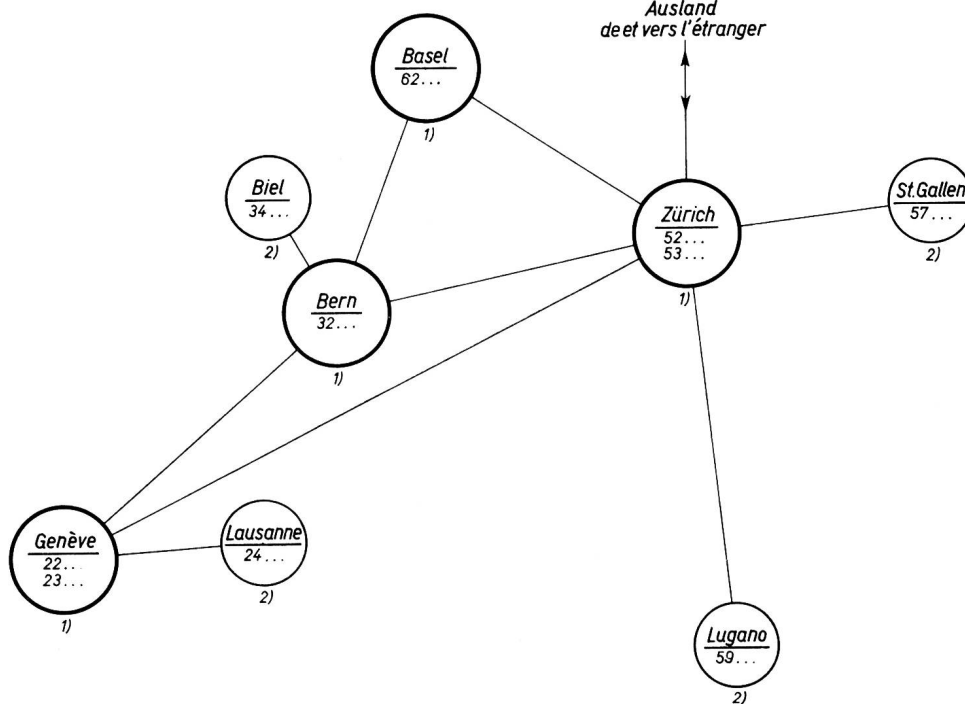 Ausland
de et vers l'étranger
Basel
62...
1)
Biel
34...
2)
Zürich
52...
53...
1)
St.Gallen
57...
2)
Bern
32...
1)
Genève
22...
23...
1)
Lausanne
24...
2)
Lugano
59...
2)